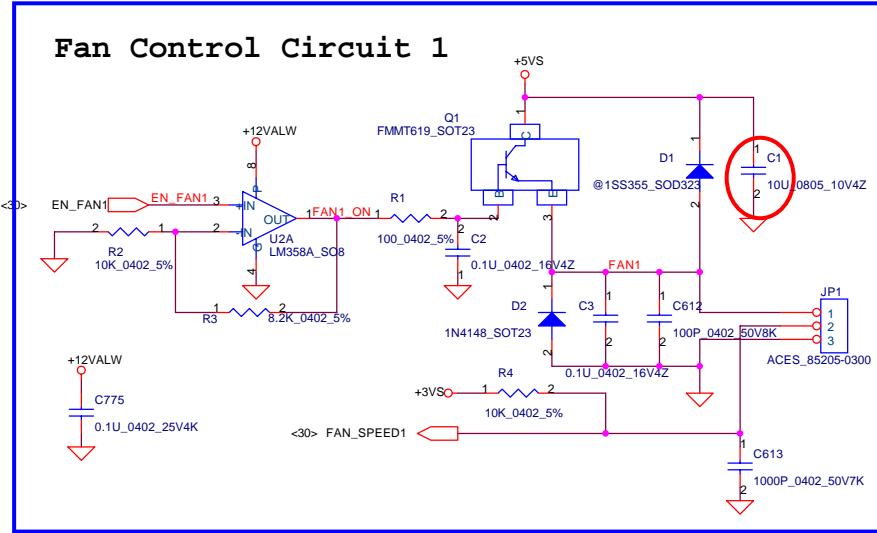 Fan Control Circuit 1
+5VS
Q1
FMMT619_SOT23
1
C
B
E
2
3
+12VALW
8
P
<30>
EN_FAN1
EN_FAN1
3
+IN
2
-IN
OUT
1
FAN1_ON
G
4
U2A
LM358A_SO8
2
1
R2
10K_0402_5%
1
2
R3
8.2K_0402_5%
1
R1
2
100_0402_5%
2
C2
1
0.1U_0402_16V4Z
D1
1
@1SS355_SOD323
2
1
C1
10U_0805_10V4Z
2
FAN1
D2
1
1N4148_SOT23
2
1
C3
2
0.1U_0402_16V4Z
1
C612
100P_0402_50V8K
2
JP1
1
2
3
ACES_85205-0300
+12VALW
C775
0.1U_0402_25V4K
+3VS
1
R4
2
10K_0402_5%
<30>
FAN_SPEED1
1
C613
1000P_0402_50V7K
2